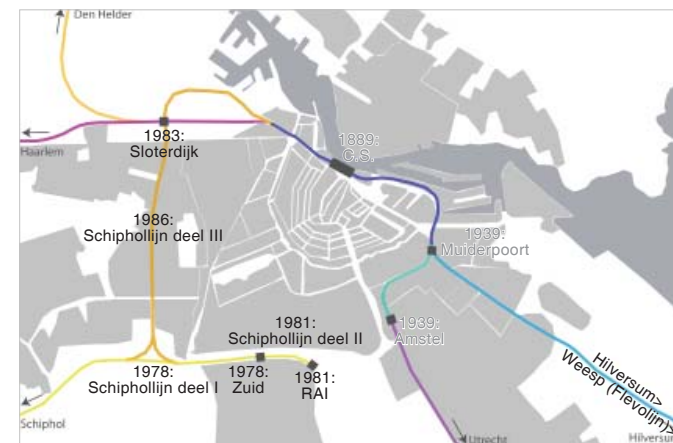 Den Helder
1889:
C.S.
1983:
Sloterdijk
Haarlem
1986:
Schiphollijn deel III
1939:
Muiderpoort
1981:
Schiphollijn deel II
1939:
Amstel
1978:
Schiphollijn deel I
1978:
Zuid
1981:
RAI
Hilversum>
Weesp (Flevolijn)>
Schiphol
Utrecht
Hilversum